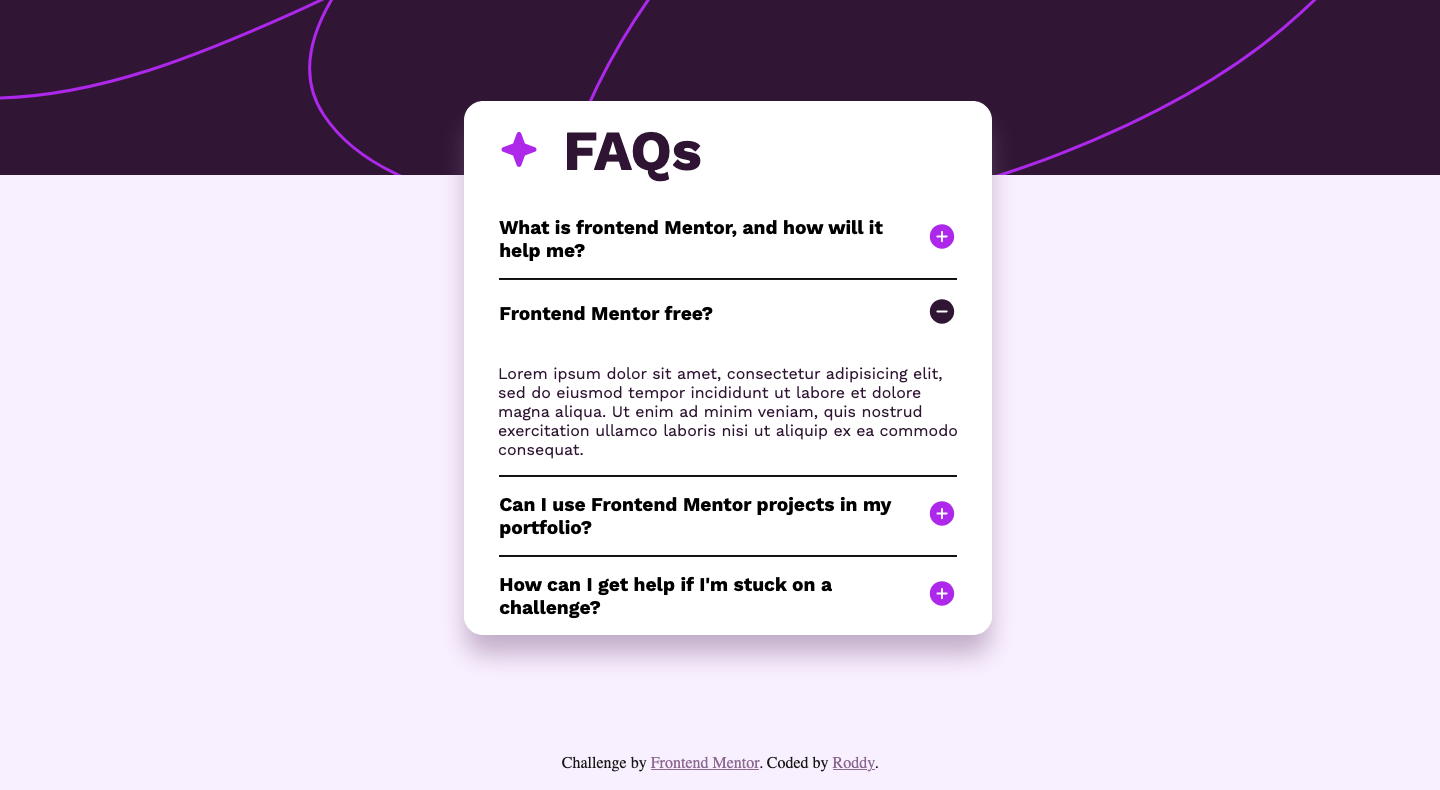 FAQs
What is frontend Mentor, and how will it
help me?
Frontend Mentor free?
Lorem ipsum dolor sit amet, consectetur adipisicing elit,
sed do eiusmod tempor incididunt ut labore et dolore
magna aliqua. Ut enim ad minim veniam, quis nostrud
exercitation ullamco laboris nisi ut aliquip ex ea commodo
consequat.
Can I use Frontend Mentor projects in my
portfolio?
How can I get help if I'm stuck on a
challenge?
Challenge by Frontend Mentor. Coded by Roddy.